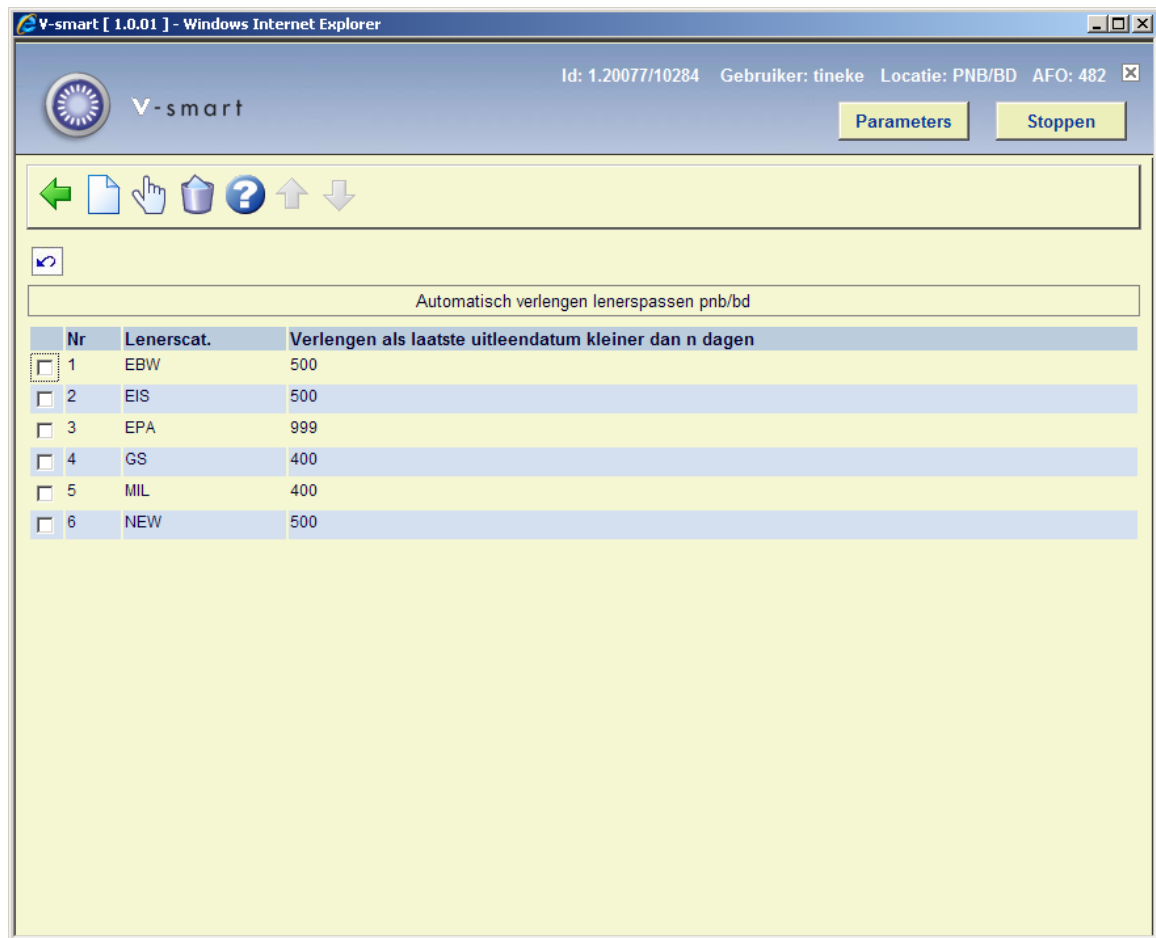 V-smart [ 1.0.01 ] - Windows Internet Explorer
Id: 1.20077/10284 Gebruiker: tineke Locatie: PNB/BD AFO: 482
V-smart
Parameters Stoppen
Automatisch verlengen lenerspassen pnb/bd
Nr Lenerscat. Verlengen als laatste uitleendatum kleiner dan n dagen
1 EBW 500
2 EIS 500
3 EPA 999
4 GS 400
5 MIL 400
6 NEW 500